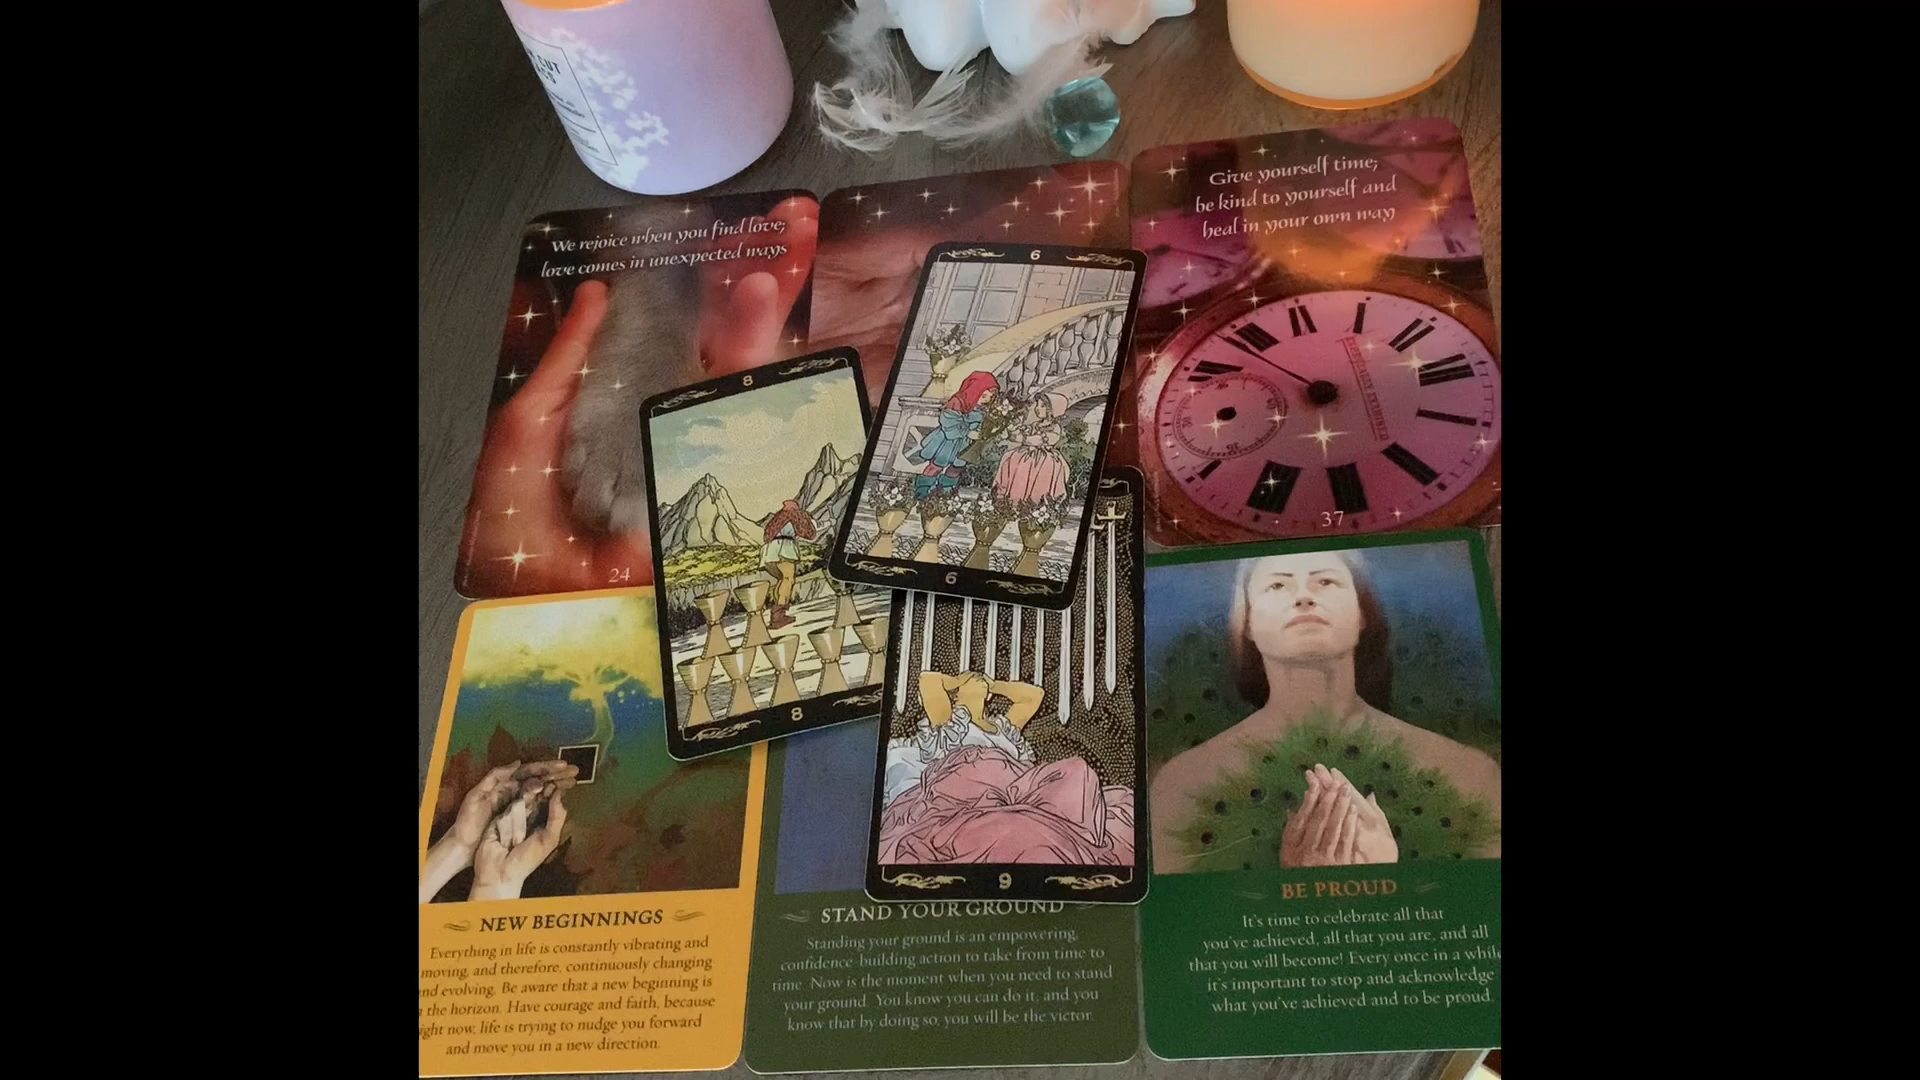 CUT
We rejoice when you find love;
love comes in unexpected ways
24
Give yourself time;
be kind to yourself and
heal in your own way
ESPECIALLY EXAMINED
37
6
6
8
8
9
NEW BEGINNINGS
Everything in life is constantly vibrating and
moving, and therefore, continuously changing
nd evolving. Be aware that a new beginning is
the horizon. Have courage and faith, because
ight now, life is trying to nudge you forward
and move you in a new direction.
STAND YOUR GROUND
Standing your ground is an empowering,
confidence-building action to take from time to
time. Now is the moment when you need to stand
your ground. You know you can do it, and you
know that by doing so, you will be the victor.
BE PROUD
It's time to celebrate all that
you've achieved, all that you are, and all
that you will become! Every once in a while
it's important to stop and acknowledge
what you've achieved and to be proud.